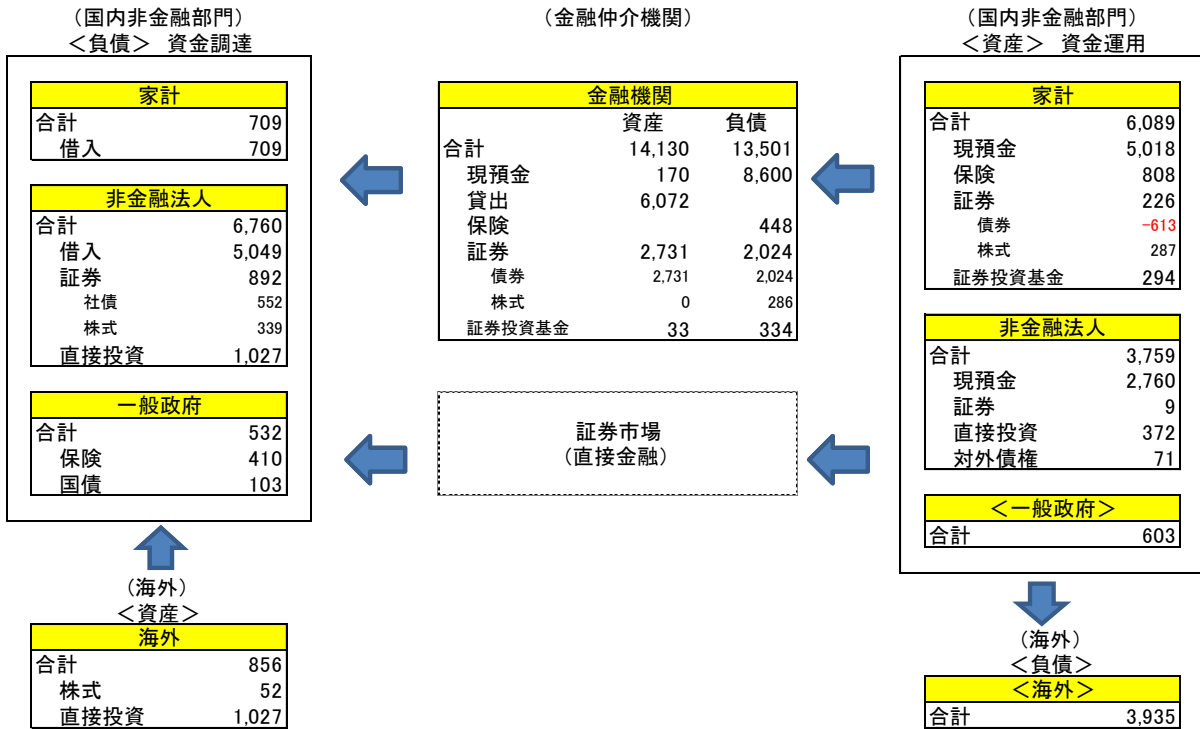 （国内非金融部門）
＜負債＞ 資金調達
家計
合計 709
借入 709
非金融法人
合計 6,760
借入 5,049
証券 892
社債 552
株式 339
直接投資 1,027
一般政府
合計 532
保険 410
国債 103
（海外）
＜資産＞
海外
合計 856
株式 52
直接投資 1,027
（金融仲介機関）
金融機関
資産 負債
合計 14,130 13,501
現預金 170 8,600
貸出 6,072
保険 448
証券 2,731 2,024
債券 2,731 2,024
株式 0 286
証券投資基金 33 334
証券市場
（直接金融）
（国内非金融部門）
＜資産＞ 資金運用
家計
合計 6,089
現預金 5,018
保険 808
証券 226
債券 -613
株式 287
証券投資基金 294
非金融法人
合計 3,759
現預金 2,760
証券 9
直接投資 372
対外債権 71
＜一般政府＞
合計 603
（海外）
＜負債＞
＜海外＞
合計 3,935